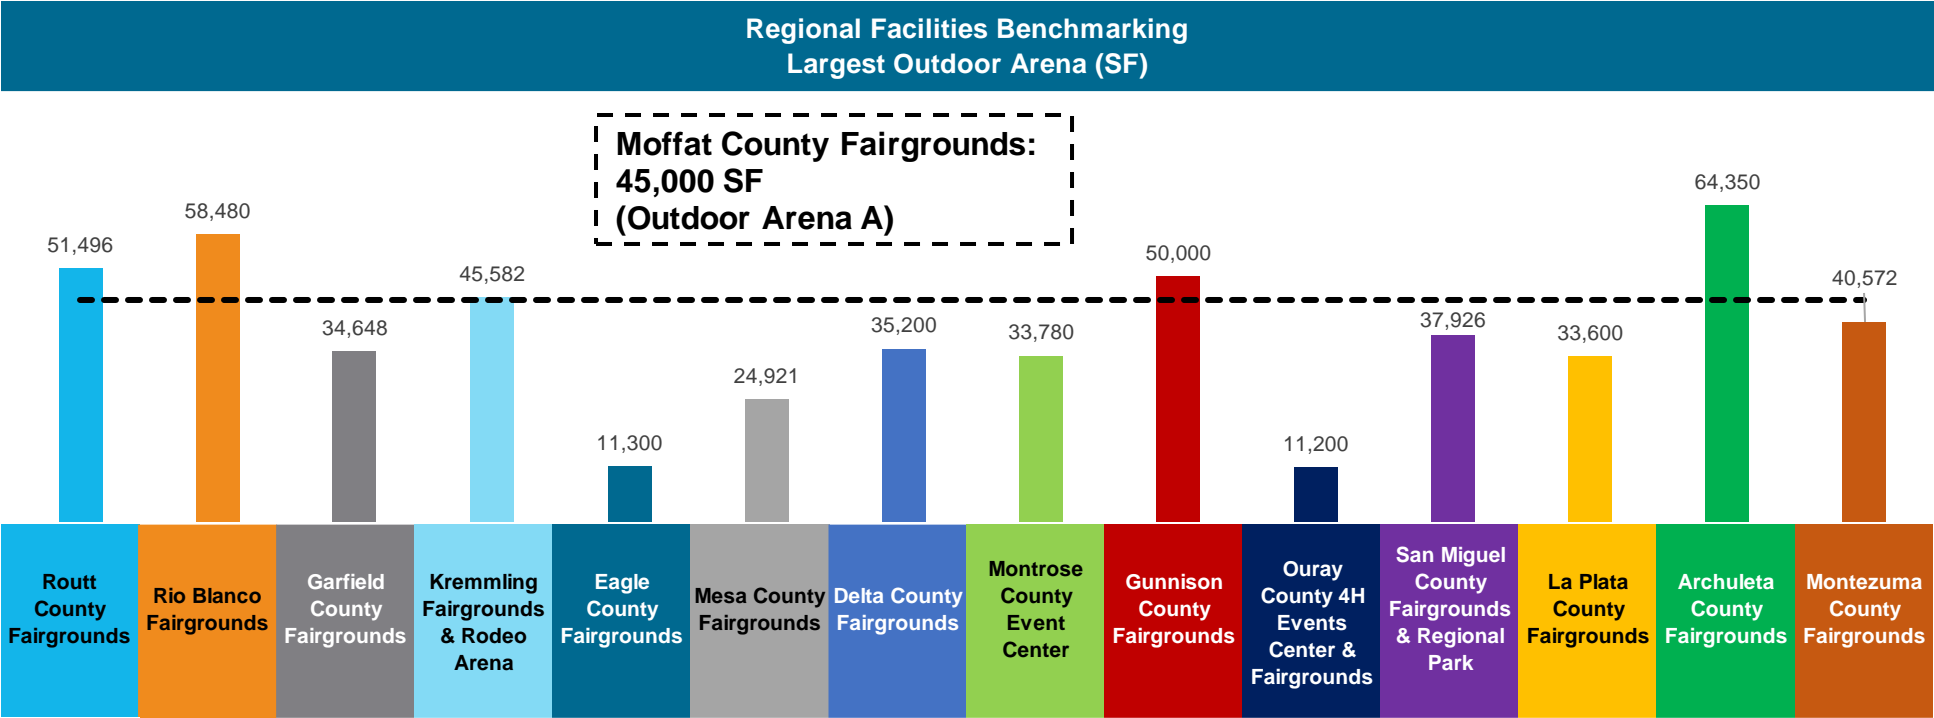 Regional Facilities Benchmarking
Largest Outdoor Arena (SF)
Moffat County Fairgrounds:
45,000 SF
(Outdoor Arena A)
51,496
58,480
34,648
45,582
11,300
24,921
35,200
33,780
50,000
11,200
37,926
33,600
64,350
40,572
Routt
County
Fairgrounds
Rio Blanco
Fairgrounds
Garfield
County
Fairgrounds
Kremmling
Fairgrounds
& Rodeo
Arena
Eagle
County
Fairgrounds
Mesa County
Fairgrounds
Delta County
Fairgrounds
Montrose
County
Event
Center
Gunnison
County
Fairgrounds
Ouray
County 4H
Events
Center &
Fairgrounds
San Miguel
County
Fairgrounds
& Regional
Park
La Plata
County
Fairgrounds
Archuleta
County
Fairgrounds
Montezuma
County
Fairgrounds